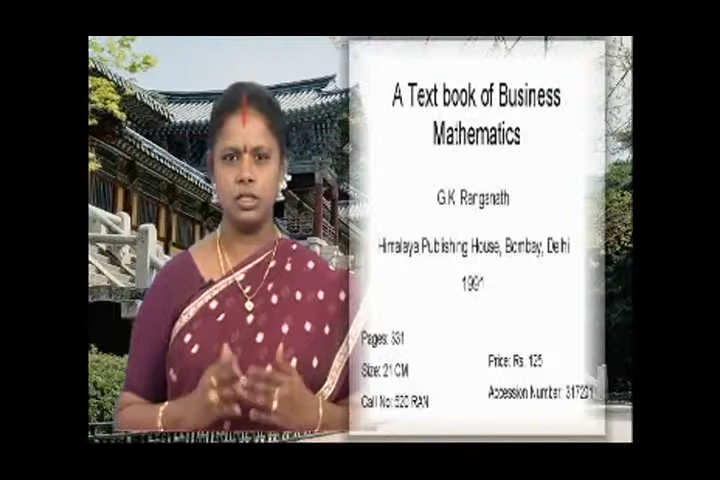 A Text book of Business
Mathematics
G.K. Ranganath
Himalaya Publishing House, Bombay, Delhi
1991
Pages: 331
Size: 21 CM
Call No: 520 RAN
Price: Rs. 125
Accession Number: 317201